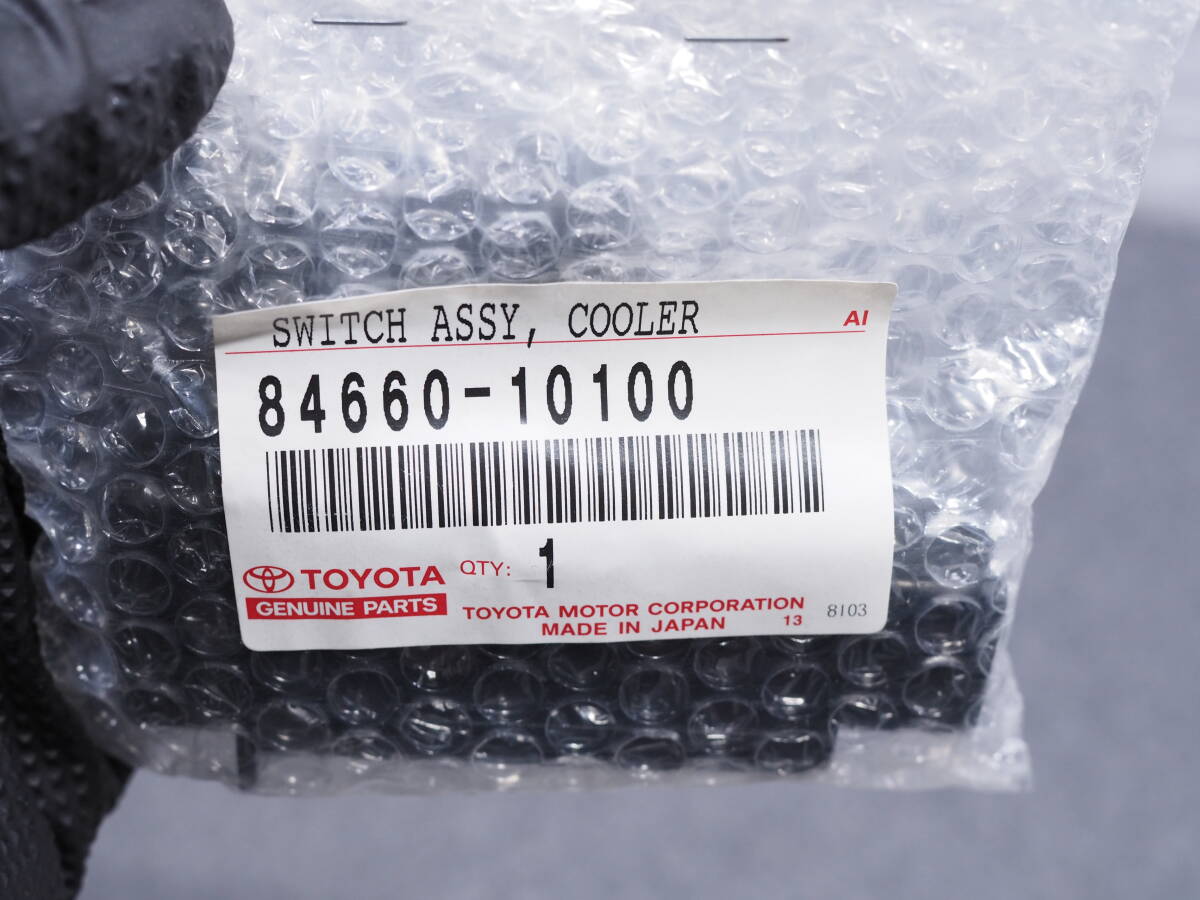 SWITCH ASSY, COOLER AI
84660-10100
TOYOTA QTY: 1
GENUINE PARTS
TOYOTA MOTOR CORPORATION 8103
MADE IN JAPAN 13